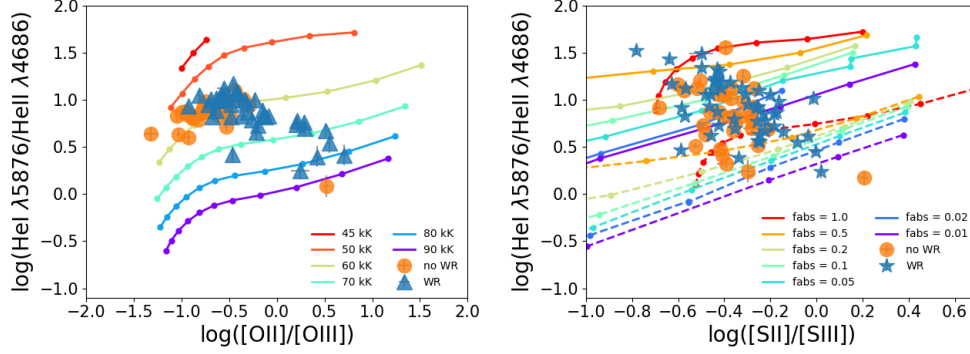 log(HeI λ5876/HeII λ4686)
2.0
1.5
1.0
0.5
0.0
−0.5
−1.0
−2.0 −1.5 −1.0 −0.5 0.0 0.5 1.0 1.5 2.0
log([OII]/[OIII])
45 kK
50 kK
60 kK
70 kK
80 kK
90 kK
no WR
WR
log(HeI λ5876/HeII λ4686)
2.0
1.5
1.0
0.5
0.0
−0.5
−1.0
−1.0 −0.8 −0.6 −0.4 −0.2 0.0 0.2 0.4 0.6
log([SII]/[SIII])
fabs = 1.0
fabs = 0.5
fabs = 0.2
fabs = 0.1
fabs = 0.05
fabs = 0.02
fabs = 0.01
no WR
WR